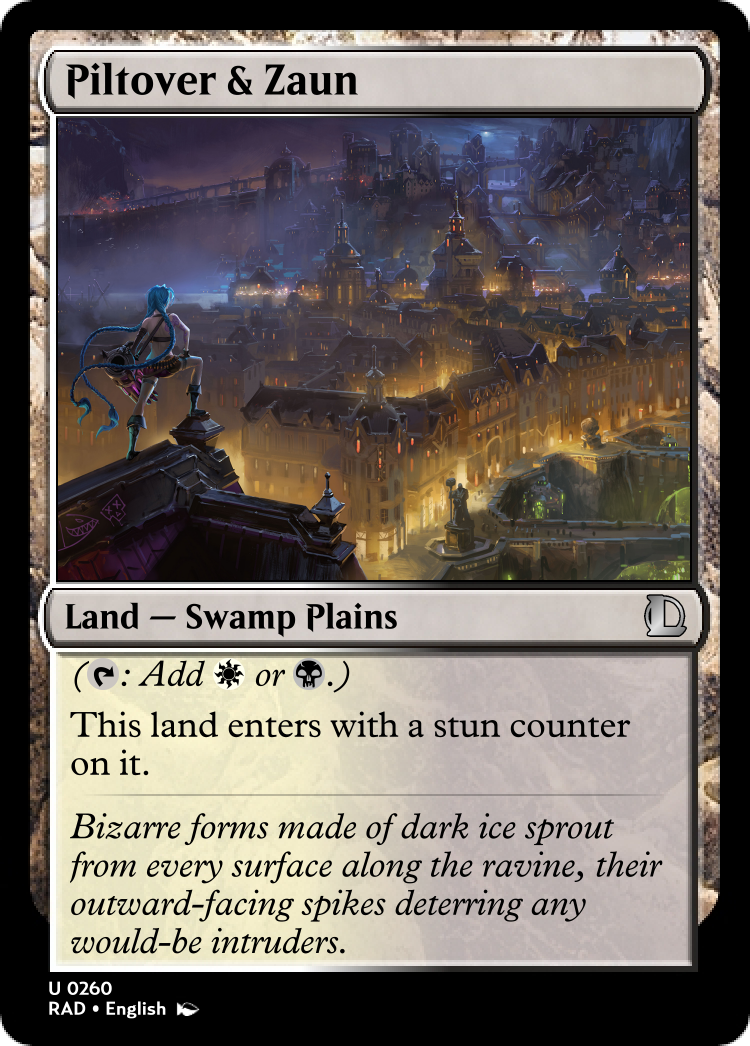 Piltover & Zaun
Land — Swamp Plains
(: Add or .)
This land enters with a stun counter
on it.
Bizarre forms made of dark ice sprout
from every surface along the ravine, their
outward-facing spikes deterring any
would-be intruders.
U 0260
RAD • English